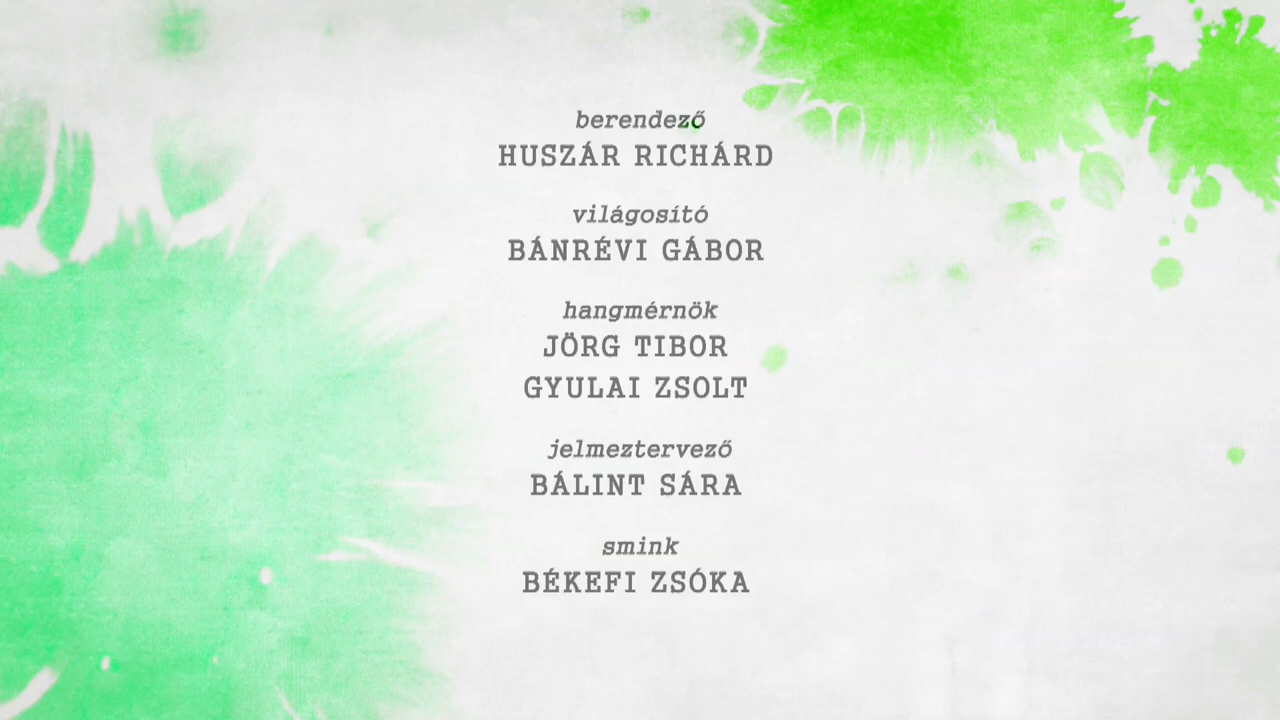 berendező
HUSZÁR RICHÁRD
világosító
BÁNRÉVI GÁBOR
hangmérnök
JÖRG TIBOR
GYULAI ZSOLT
jelmeztervező
BÁLINT SÁRA
smink
BÉKEFI ZSÓKA